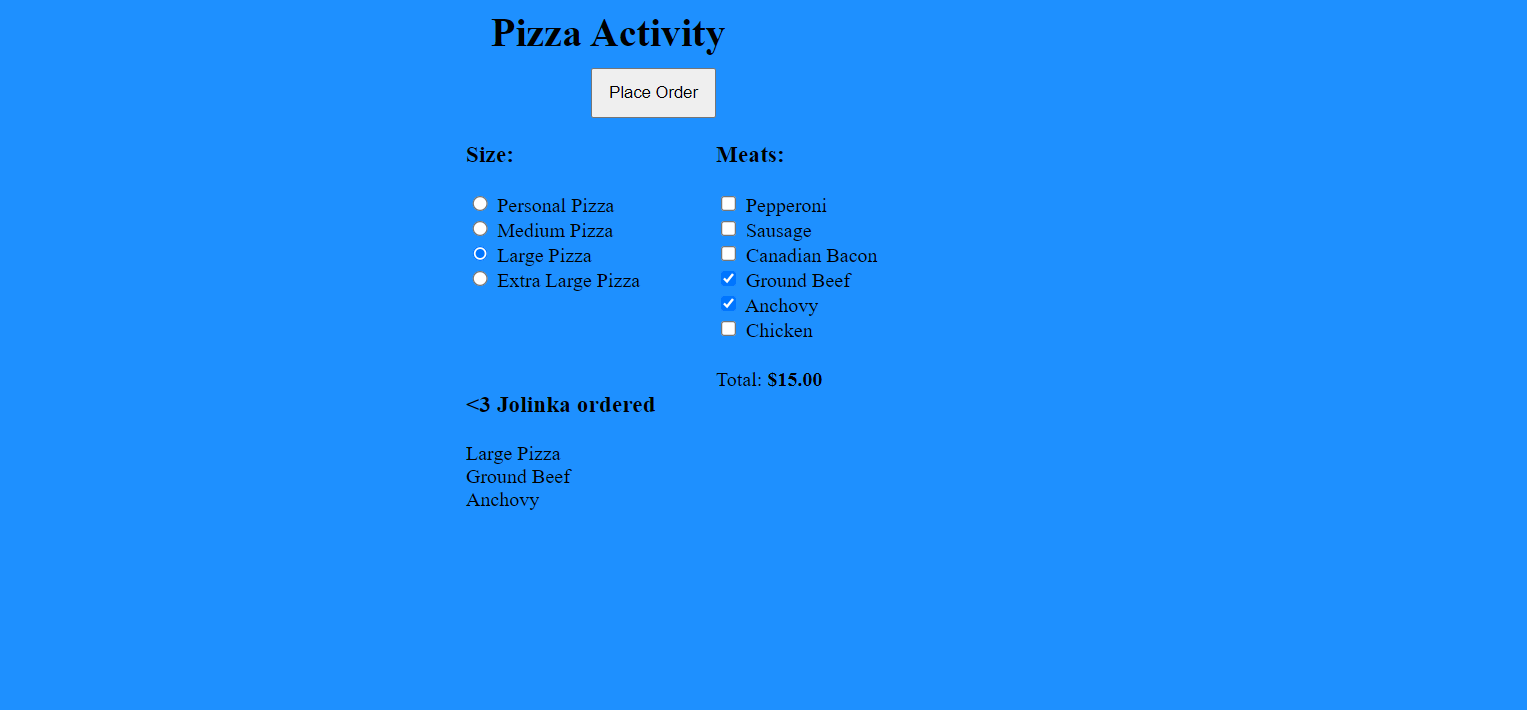 Pizza Activity
Place Order
Size:
Personal Pizza
Medium Pizza
Large Pizza
Extra Large Pizza
Meats:
Pepperoni
Sausage
Canadian Bacon
Ground Beef
Anchovy
Chicken
Total: $15.00
<3 Jolinka ordered
Large Pizza
Ground Beef
Anchovy